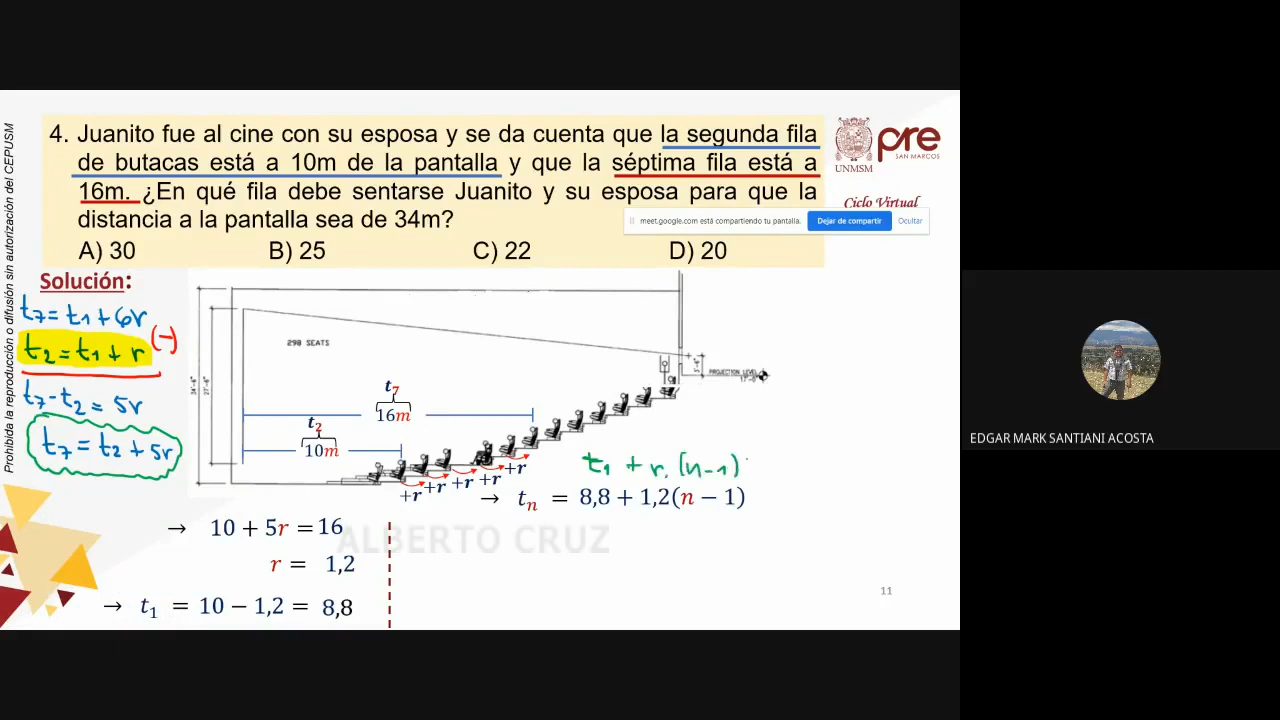 4. Juanito fue al cine con su esposa y se da cuenta que la segunda fila
de butacas está a 10m de la pantalla y que la séptima fila está a
16m. ¿En qué fila debe sentarse Juanito y su esposa para que la
distancia a la pantalla sea de 34m?
A) 30 B) 25 C) 22 D) 20
UNMSM
pre
SAN MARCOS
Ciclo Virtual
meet.google.com está compartiendo tu pantalla. Dejar de compartir Ocultar
Prohibida la reproducción o difusión sin autorización del CEPUSM
Solución:
t7 = t1 + 6r
(-)
t2 = t1 + r
t7 - t2 = 5r
t7 = t2 + 5r
298 SEATS
34'-6"
27'-6"
PROJECTION LEVEL
17'-0"
t7
16m
t2
10m
+r +r +r +r +r
t1 + r. (n-1)
→ tn = 8,8 + 1,2(n − 1)
→ 10 + 5r = 16
r = 1,2
→ t1 = 10 − 1,2 = 8,8
ALBERTO CRUZ
11
EDGAR MARK SANTIANI ACOSTA